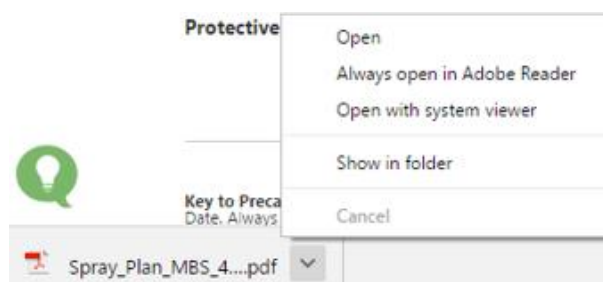 Protective
Open
Always open in Adobe Reader
Open with system viewer
Show in folder
Key to Preca
Date. Always
Cancel
Spray_Plan_MBS_4....pdf